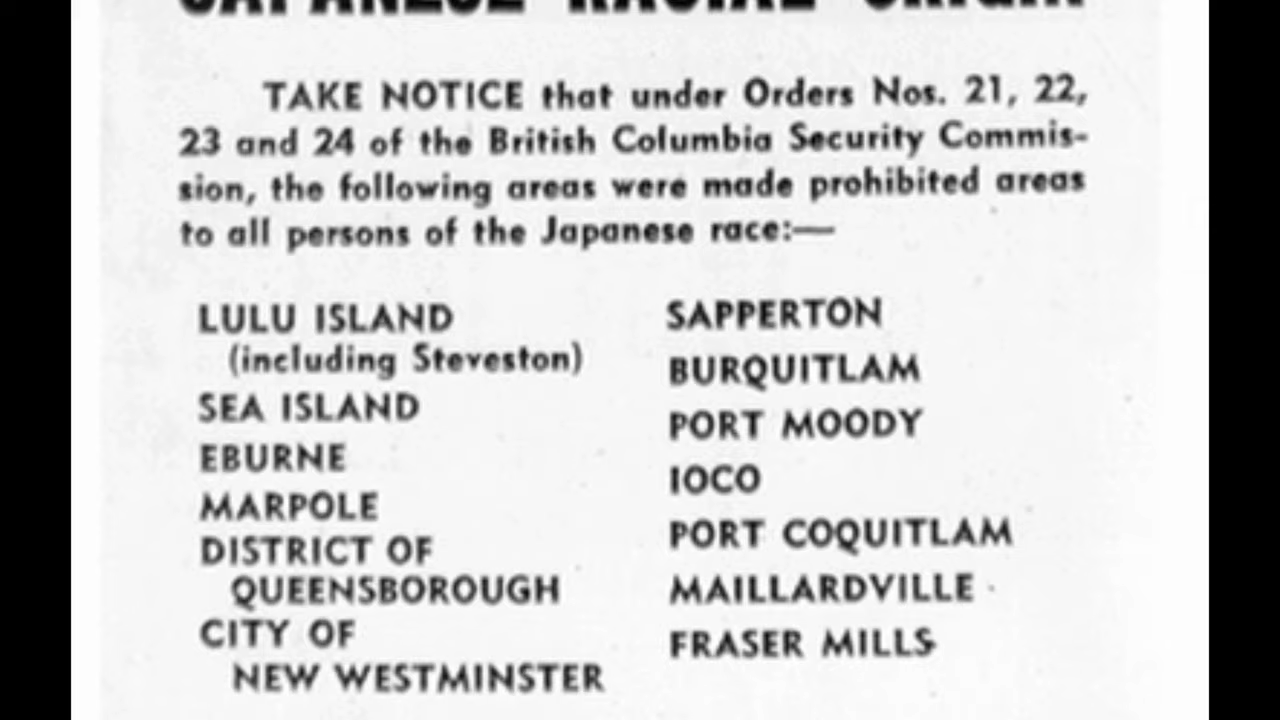 JAPANESE RACIAL ORIGIN
TAKE NOTICE that under Orders Nos. 21, 22,
23 and 24 of the British Columbia Security Commis-
sion, the following areas were made prohibited areas
to all persons of the Japanese race:—
LULU ISLAND
(including Steveston)
SEA ISLAND
EBURNE
MARPOLE
DISTRICT OF
QUEENSBOROUGH
CITY OF
NEW WESTMINSTER
SAPPERTON
BURQUITLAM
PORT MOODY
IOCO
PORT COQUITLAM
MAILLARDVILLE
FRASER MILLS